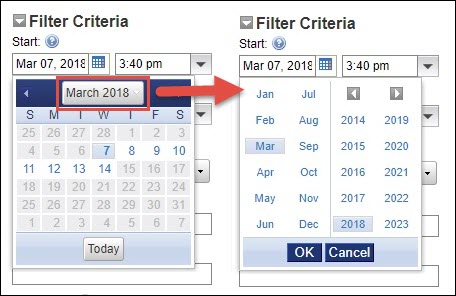 Filter Criteria
Start:
Mar 07, 2018 3:40 pm
March 2018
S M T W T F S
25 26 27 28 1 2 3
4 5 6 7 8 9 10
11 12 13 14 15 16 17
18 19 20 21 22 23 24
25 26 27 28 29 30 31
1 2 3 4 5 6 7
Today
Filter Criteria
Start:
Mar 07, 2018 3:40 pm
Jan Jul
Feb Aug 2014 2019
Mar Sep 2015 2020
Apr Oct 2016 2021
May Nov 2017 2022
Jun Dec 2018 2023
OK Cancel